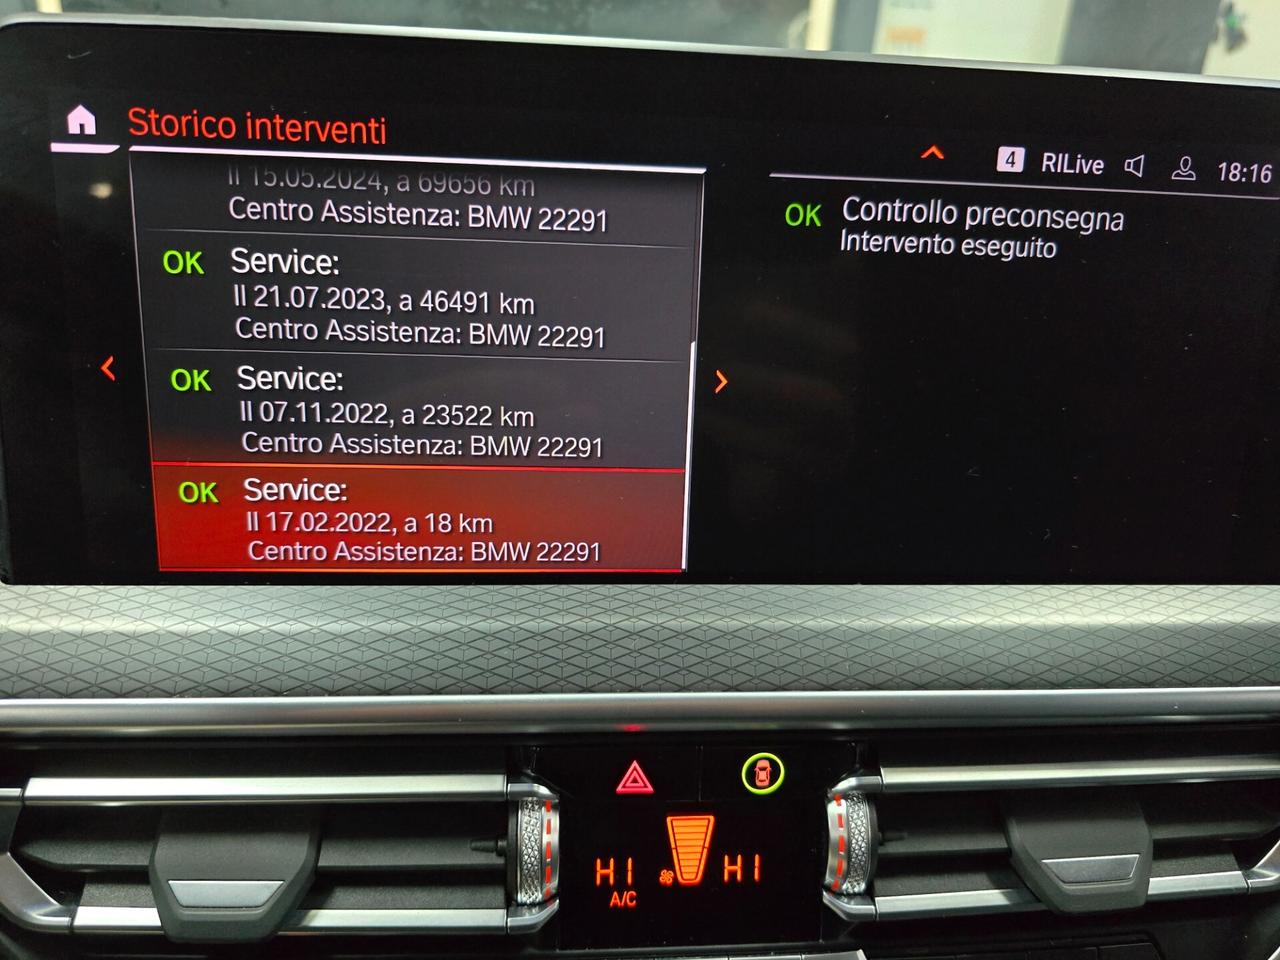 Storico interventi
4 RILive 18:16
Il 15.05.2024, a 69656 km
Centro Assistenza: BMW 22291
OK Service:
Il 21.07.2023, a 46491 km
Centro Assistenza: BMW 22291
OK Service:
Il 07.11.2022, a 23522 km
Centro Assistenza: BMW 22291
OK Service:
Il 17.02.2022, a 18 km
Centro Assistenza: BMW 22291
OK Controllo preconsegna
Intervento eseguito
HI HI
A/C